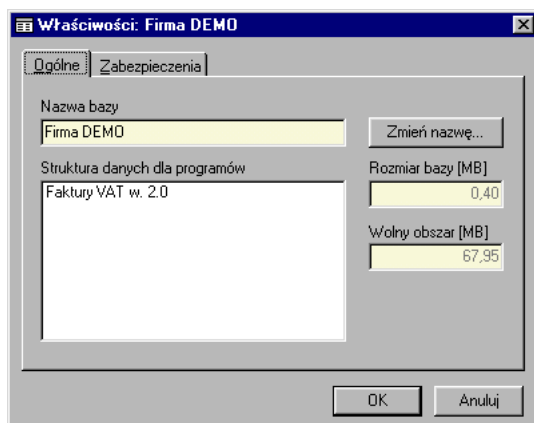 Właściwości: Firma DEMO
Ogólne Zabezpieczenia
Nazwa bazy
Firma DEMO
Zmień nazwę...
Struktura danych dla programów
Faktury VAT w. 2.0
Rozmiar bazy [MB]
0,40
Wolny obszar [MB]
67,95
OK Anuluj